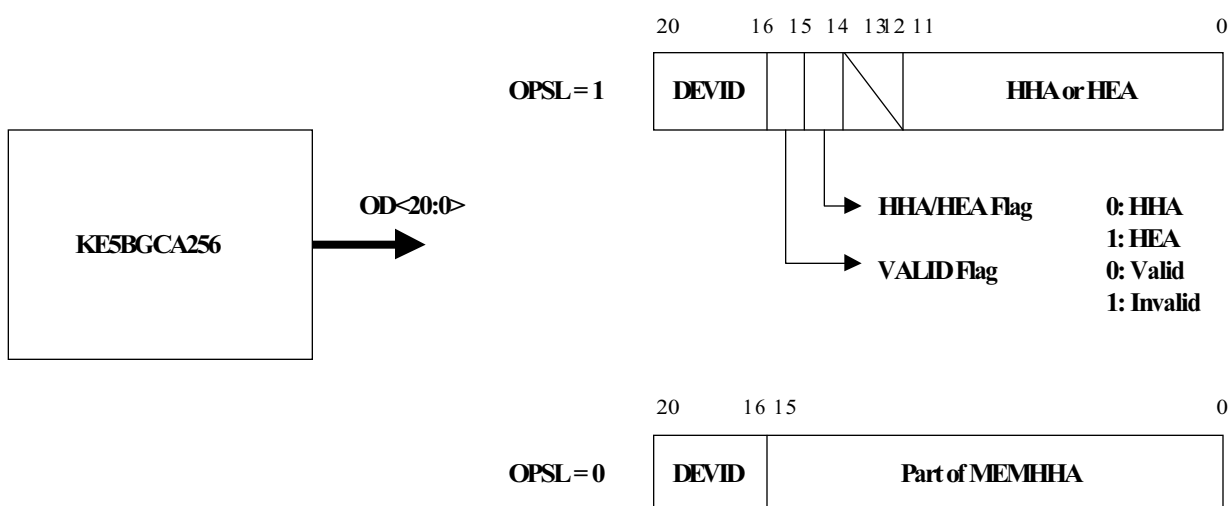 20 16 15 14 13 12 11 0
OPSL = 1 DEVID HHA or HEA
OD<20:0>
HHA/HEA Flag 0: HHA
1: HEA
KE5BGCA256
VALID Flag 0: Valid
1: Invalid
20 16 15 0
OPSL = 0 DEVID Part of MEMHHA